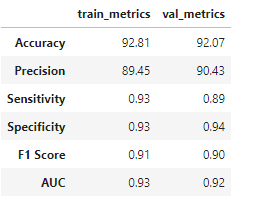 train_metrics val_metrics
Accuracy 92.81 92.07
Precision 89.45 90.43
Sensitivity 0.93 0.89
Specificity 0.93 0.94
F1 Score 0.91 0.90
AUC 0.93 0.92